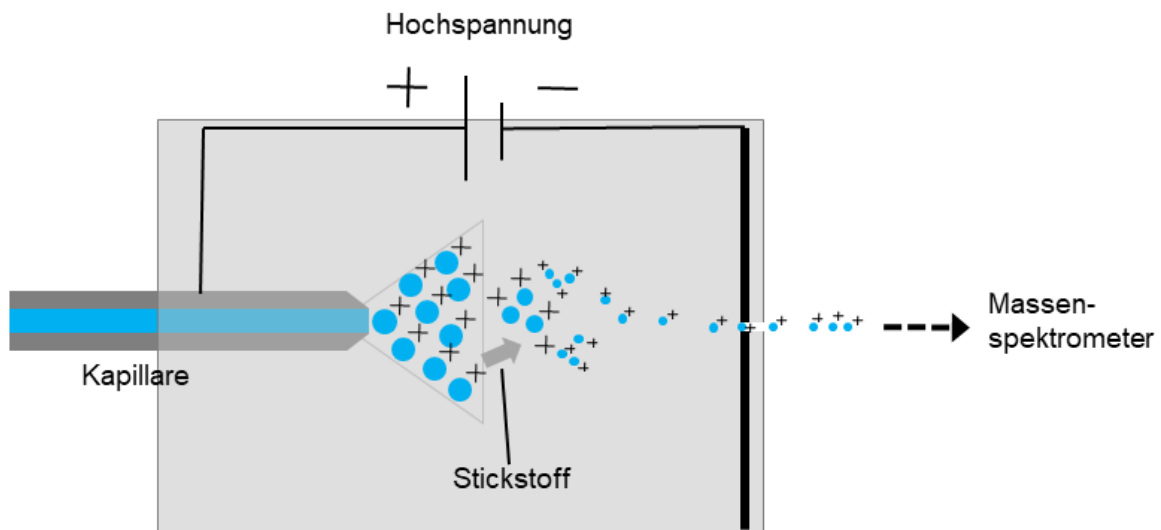 Hochspannung
+ −
Kapillare
Stickstoff
Massen-
spektrometer